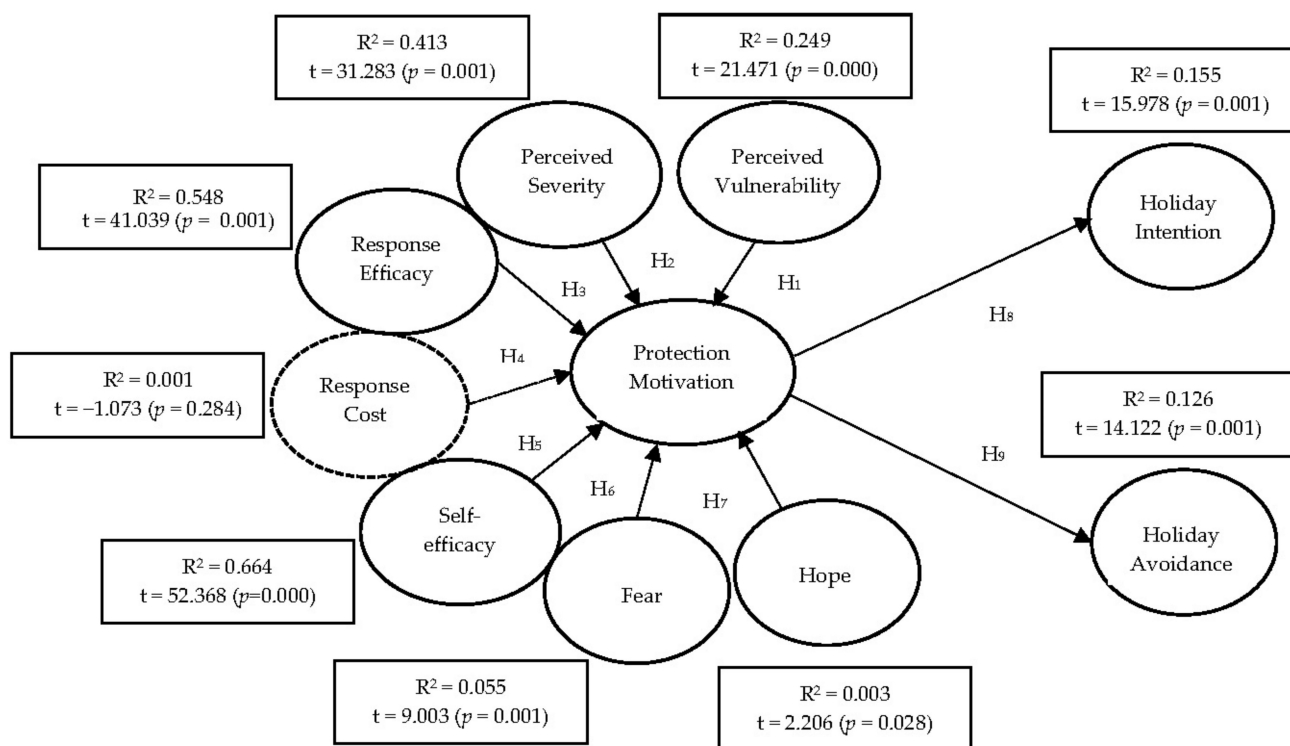 R² = 0.413
t = 31.283 (p = 0.001)
R² = 0.249
t = 21.471 (p = 0.000)
R² = 0.155
t = 15.978 (p = 0.001)
Perceived
Severity
Perceived
Vulnerability
R² = 0.548
t = 41.039 (p = 0.001)
Holiday
Intention
Response
Efficacy
H₂
H₁
H₃
H₈
Protection
Motivation
H₄
R² = 0.001
t = –1.073 (p = 0.284)
Response
Cost
R² = 0.126
t = 14.122 (p = 0.001)
H₅
H₉
H₆
H₇
Self-
efficacy
Holiday
Avoidance
R² = 0.664
t = 52.368 (p=0.000)
Fear
Hope
R² = 0.055
t = 9.003 (p = 0.001)
R² = 0.003
t = 2.206 (p = 0.028)